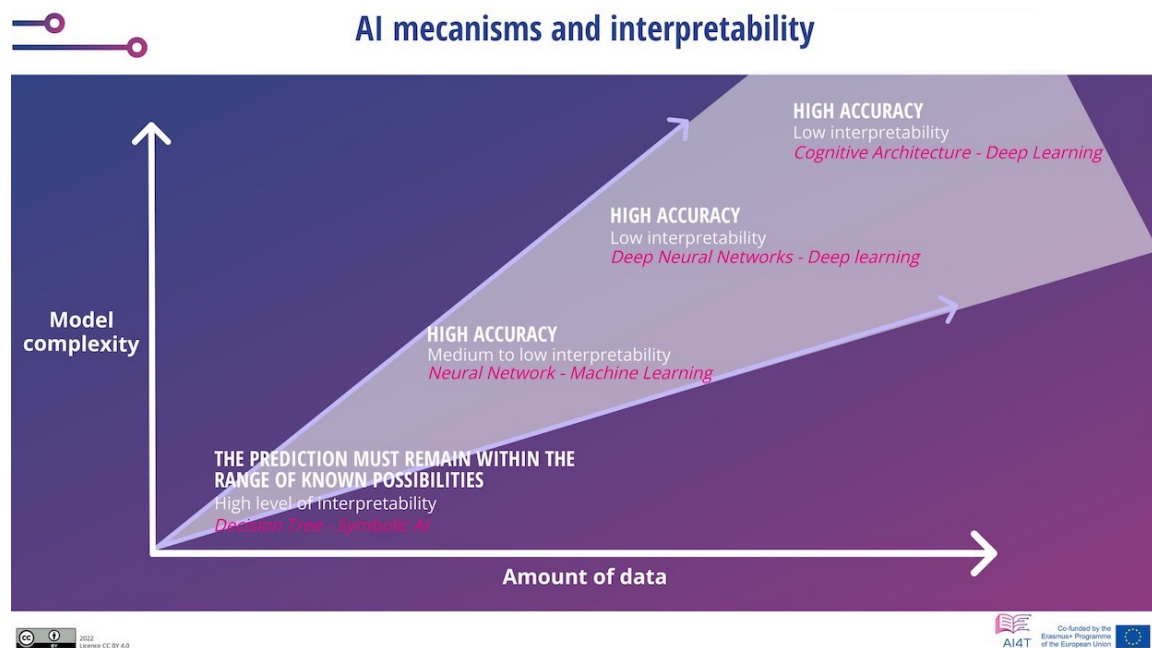 AI mecanisms and interpretability
HIGH ACCURACY
Low interpretability
Cognitive Architecture - Deep Learning
HIGH ACCURACY
Low interpretability
Deep Neural Networks - Deep learning
HIGH ACCURACY
Medium to low interpretability
Neural Network - Machine Learning
Model
complexity
THE PREDICTION MUST REMAIN WITHIN THE
RANGE OF KNOWN POSSIBILITIES
High level of interpretability
Decision Tree - Symbolic AI
Amount of data
cc
BY
2022
Licence CC BY 4.0
AI4T
Co-funded by the
Erasmus+ Programme
of the European Union